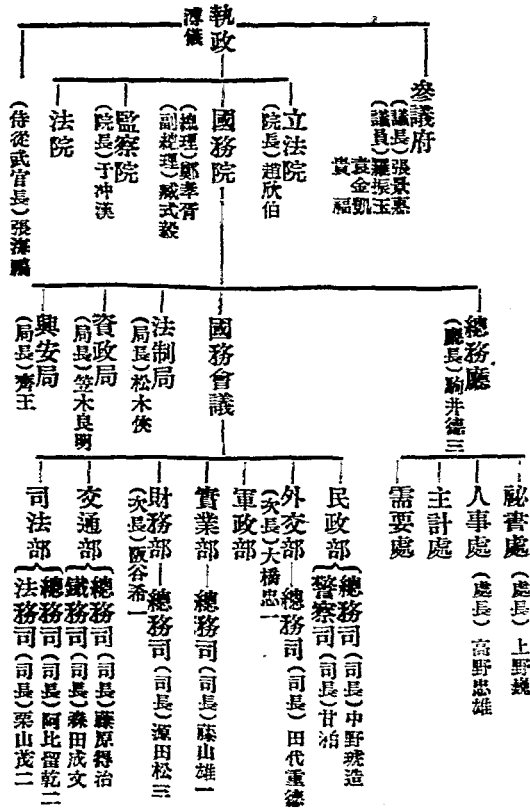 執政
溥儀
參議府
(議長)張景惠
(議員)羅振玉
袁金凱
貴福
立法院
(院長)趙欣伯
國務院
(總理)鄭孝胥
(副總理)臧式毅
監察院
(院長)于冲漢
法院
(侍從武官長)張海鵬
總務廳
(廳長)駒井德三
國務會議
法制局
(局長)松木俠
資政局
(局長)笠木良明
興安局
(局長)齊王
秘書處
(處長)上野巍
人事處
(處長)高野忠雄
主計處
需要處
民政部
總務司(司長)中野琥造
警察司(司長)甘粕
外交部
(次長)大橋忠一
總務司(司長)田代重德
軍政部
實業部
總務司(司長)藤山雄一
財務部
(次長)阪谷希一
總務司(司長)源田松三
交通部
總務司(司長)藤原得治
鐵務司(司長)森田成文
司法部
總務司(司長)阿比留乾二
法務司(司長)栗山茂二